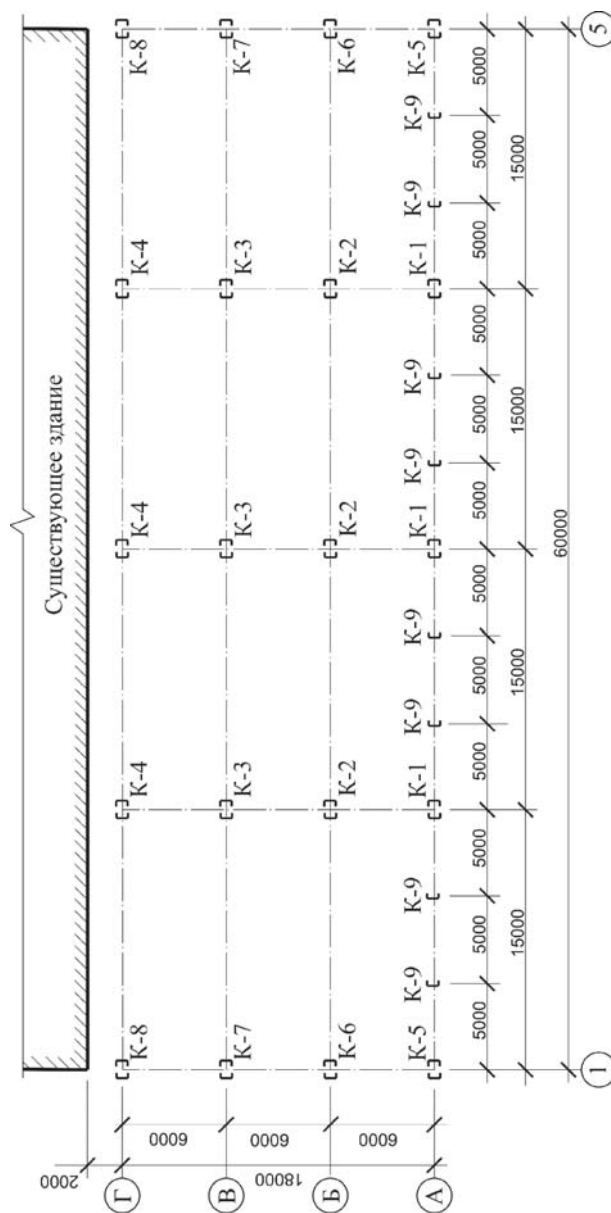 Существующее здание
2000
Г К-8 К-4 К-4 К-4 К-8
6000
В К-7 К-3 К-3 К-3 К-7
18000 6000
Б К-6 К-2 К-2 К-2 К-6
6000
А К-5 К-9 К-9 К-1 К-9 К-9 К-1 К-9 К-9 К-1 К-9 К-9 К-5
5000 5000 5000 5000 5000 5000 5000 5000 5000 5000 5000 5000
15000 15000 15000 15000
60000
1 5